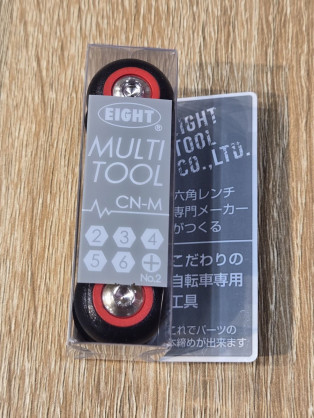 EIGHT
®
MULTI
TOOL
CN-M
2 3 4
5 6 +
No.2
EIGHT
TOOL
CO.,LTD.
六角レンチ
専門メーカー
がつくる
こだわりの
自転車専用
工具
これでパーツの
本締めが出来ます